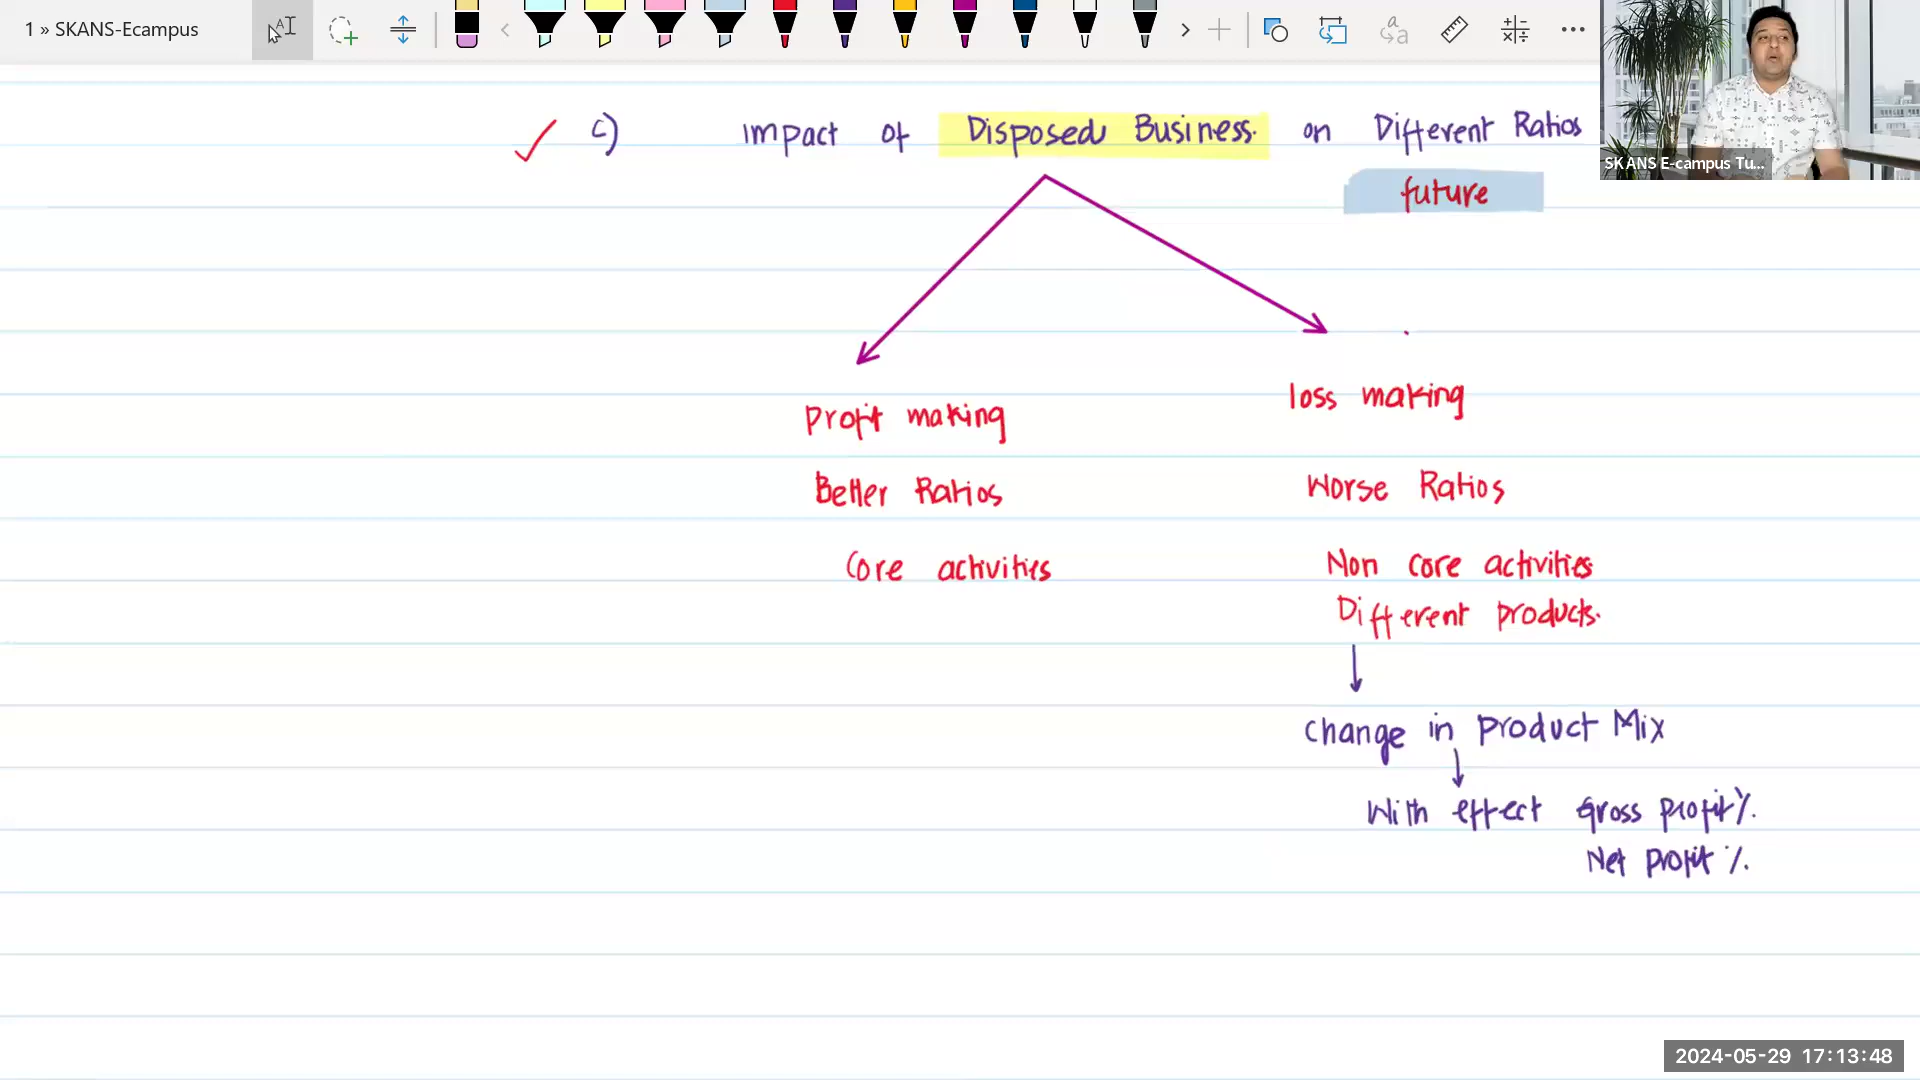 1 » SKANS-Ecampus
c) Impact of Disposed Business. on Different Ratios
SKANS E-campus Tu...
future
Profit making
loss making
Better Ratios
Worse Ratios
Core activities
Non core activities
Different products.
Change in product Mix
With effect Gross profit%.
Net profit %.
2024-05-29 17:13:48